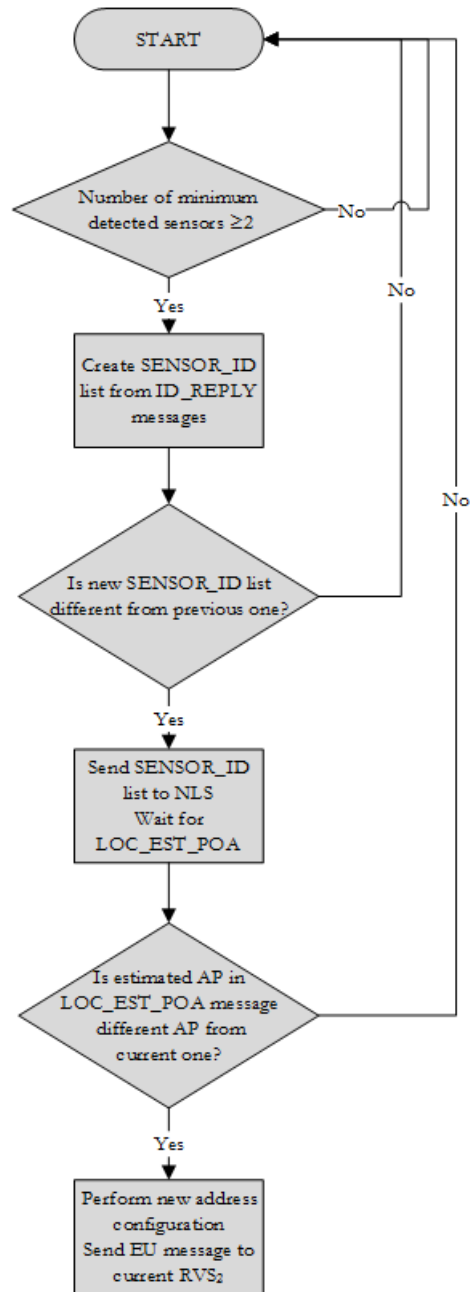 START
Number of minimum
detected sensors ≥2
No
Yes
No
Create SENSOR_ID
list from ID_REPLY
messages
No
Is new SENSOR_ID list
different from previous one?
Yes
Send SENSOR_ID
list to NLS
Wait for
LOC_EST_POA
Is estimated AP in
LOC_EST_POA message
different AP from
current one?
Yes
Perform new address
configuration
Send EU message to
current RVS₂